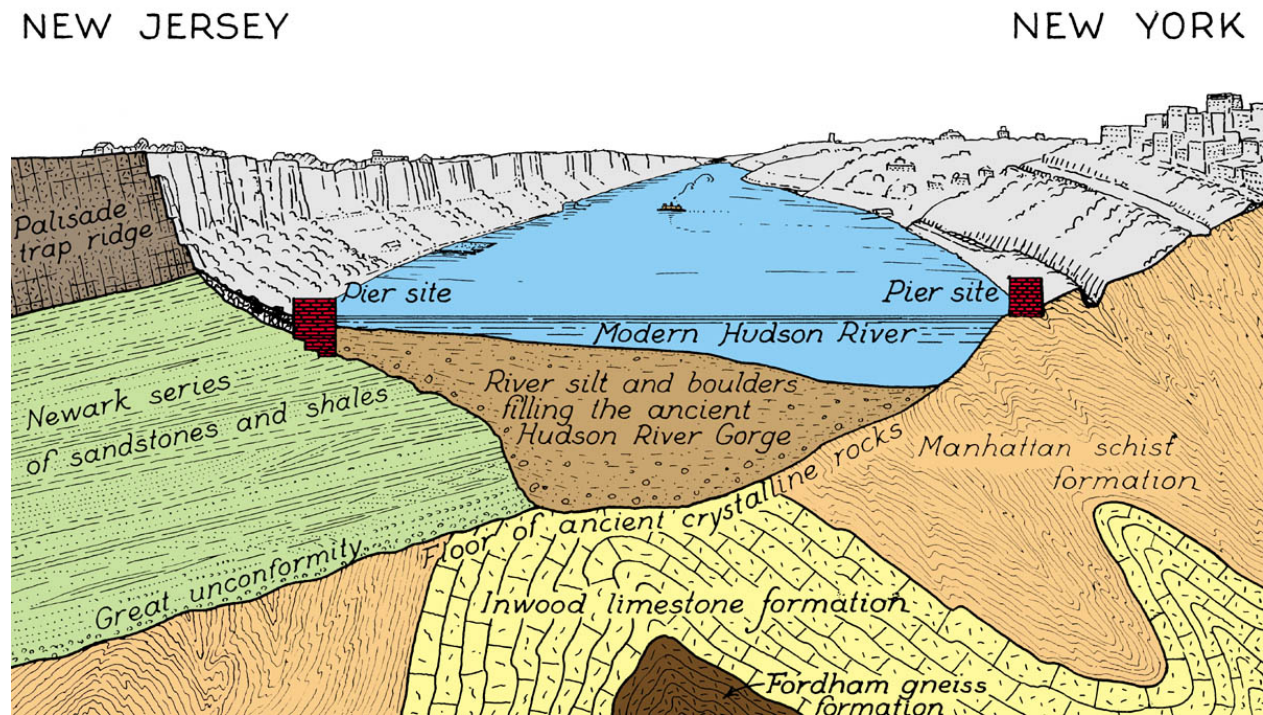 NEW JERSEY
NEW YORK
Palisade
trap ridge
Pier site
Pier site
Modern Hudson River
Newark series
of sandstones and shales
River silt and boulders
filling the ancient
Hudson River Gorge
Manhattan schist
formation
Floor of ancient crystalline rocks
Great unconformity
Inwood limestone formation
Fordham gneiss
formation